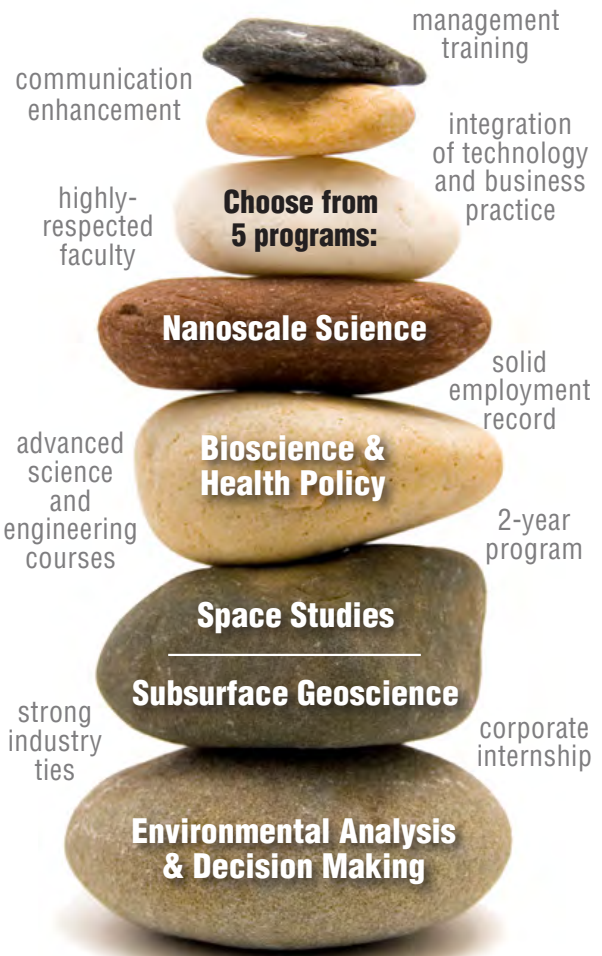 management
training
communication
enhancement
integration
of technology
and business
practice
highly-
respected
faculty
Choose from
5 programs:
Nanoscale Science
solid
employment
record
Bioscience &
Health Policy
advanced
science
and
engineering
courses
2-year
program
Space Studies
Subsurface Geoscience
strong
industry
ties
corporate
internship
Environmental Analysis
& Decision Making